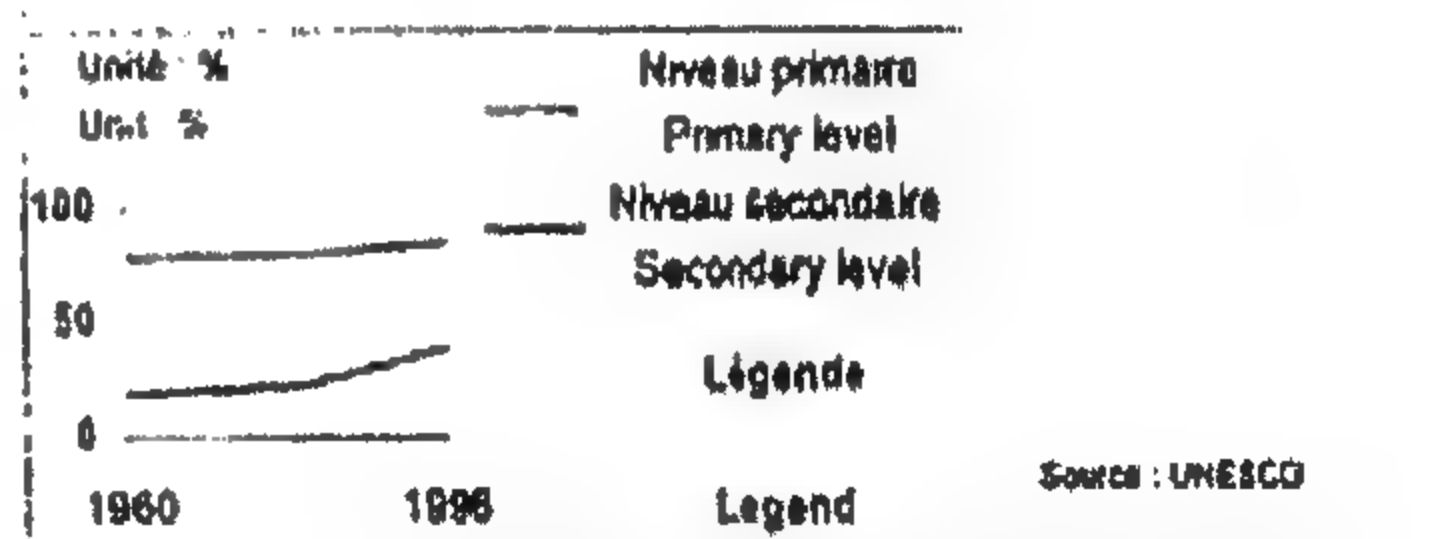 Unité : %
Unit %
Niveau primaire
Primary level
100
Niveau secondaire
Secondary level
50
Légende
0
Source : UNESCO
1960
1996
Legend